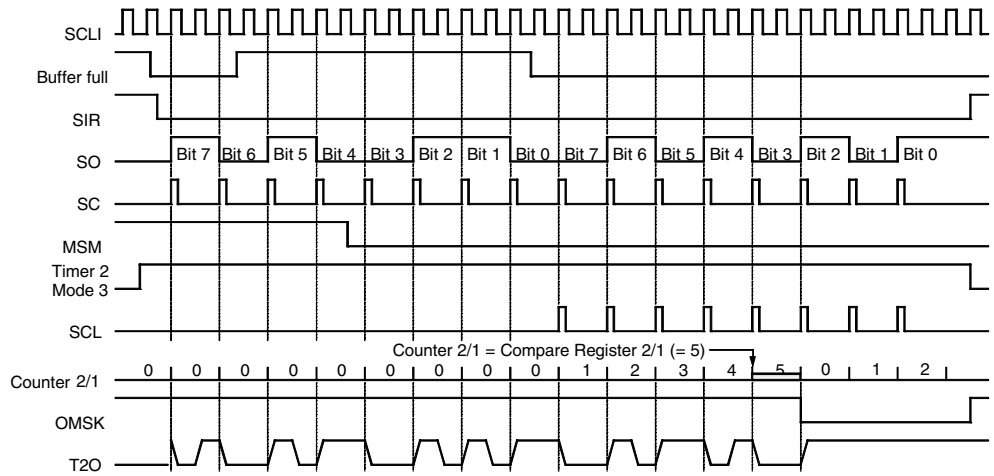 SCLI
Buffer full
SIR
SO Bit 7 Bit 6 Bit 5 Bit 4 Bit 3 Bit 2 Bit 1 Bit 0 Bit 7 Bit 6 Bit 5 Bit 4 Bit 3 Bit 2 Bit 1 Bit 0
SC
MSM
Timer 2
Mode 3
SCL
Counter 2/1 = Compare Register 2/1 (= 5)
Counter 2/1 0 0 0 0 0 0 0 0 0 1 2 3 4 5 0 1 2
OMSK
T2O